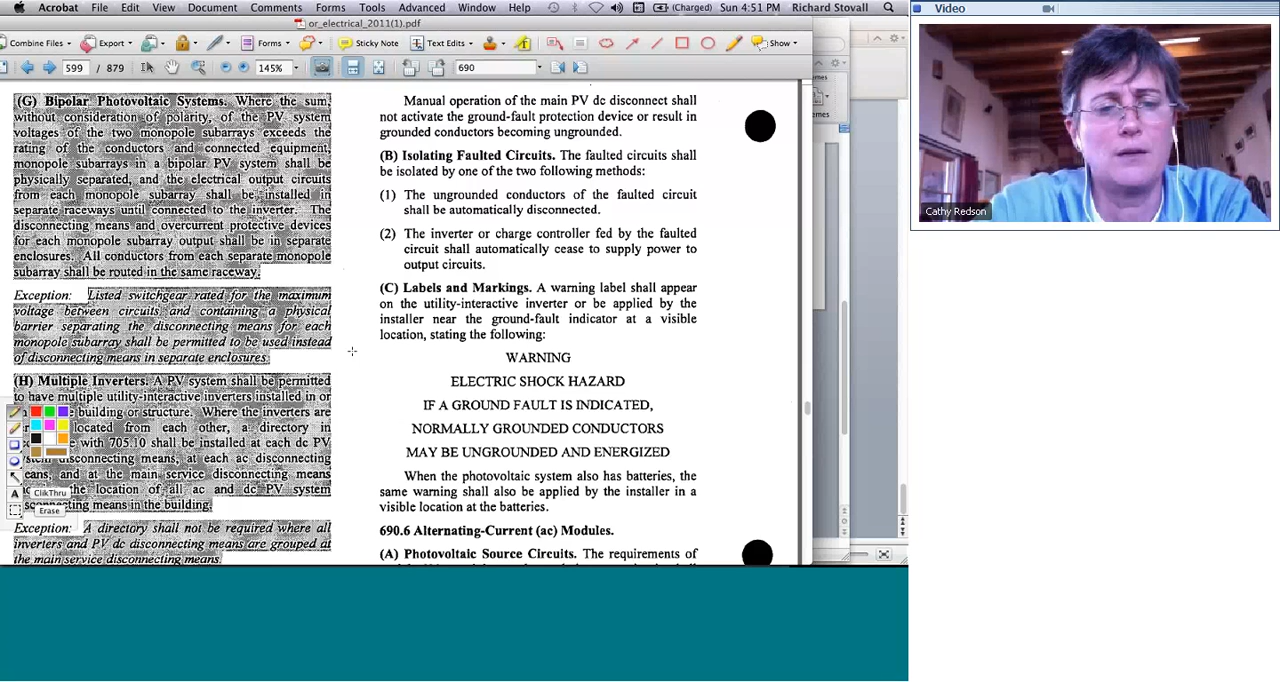 Acrobat File Edit View Document Comments Forms Tools Advanced Window Help (Charged) Sun 4:51 PM Richard Stovall
or_electrical_2011(1).pdf
Combine Files Export Forms Sticky Note Text Edits Show
599 / 879 145% 690
(G) Bipolar Photovoltaic Systems. Where the sum,
without consideration of polarity, of the PV system
voltages of the two monopole subarrays exceeds the
rating of the conductors and connected equipment,
monopole subarrays in a bipolar PV system shall be
physically separated, and the electrical output circuits
from each monopole subarray shall be installed in
separate raceways until connected to the inverter. The
disconnecting means and overcurrent protective devices
for each monopole subarray output shall be in separate
enclosures. All conductors from each separate monopole
subarray shall be routed in the same raceway.
Exception: Listed switchgear rated for the maximum
voltage between circuits and containing a physical
barrier separating the disconnecting means for each
monopole subarray shall be permitted to be used instead
of disconnecting means in separate enclosures.
(H) Multiple Inverters. A PV system shall be permitted
to have multiple utility-interactive inverters installed in or
building or structure. Where the inverters are
located from each other, a directory in
with 705.10 shall be installed at each dc PV
disconnecting means, at each ac disconnecting
means, and at the main service disconnecting means
the location of all ac and dc PV system
disconnecting means in the building.
Exception: A directory shall not be required where all
inverters and PV dc disconnecting means are grouped at
the main service disconnecting means.
A
ClikThru
Erase
Manual operation of the main PV dc disconnect shall
not activate the ground-fault protection device or result in
grounded conductors becoming ungrounded.
(B) Isolating Faulted Circuits. The faulted circuits shall
be isolated by one of the two following methods:
(1) The ungrounded conductors of the faulted circuit
shall be automatically disconnected.
(2) The inverter or charge controller fed by the faulted
circuit shall automatically cease to supply power to
output circuits.
(C) Labels and Markings. A warning label shall appear
on the utility-interactive inverter or be applied by the
installer near the ground-fault indicator at a visible
location, stating the following:
WARNING
ELECTRIC SHOCK HAZARD
IF A GROUND FAULT IS INDICATED,
NORMALLY GROUNDED CONDUCTORS
MAY BE UNGROUNDED AND ENERGIZED
When the photovoltaic system also has batteries, the
same warning shall also be applied by the installer in a
visible location at the batteries.
690.6 Alternating-Current (ac) Modules.
(A) Photovoltaic Source Circuits. The requirements of
Video
Cathy Redson